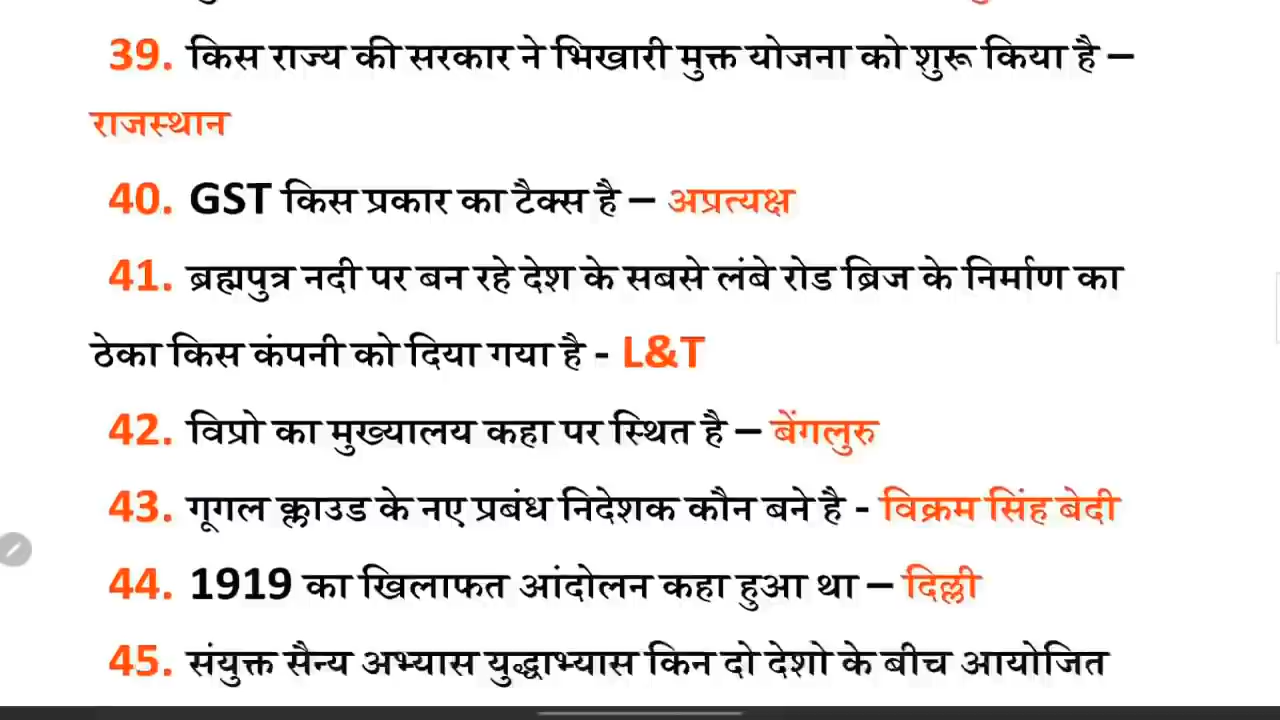 39. किस राज्य की सरकार ने भिखारी मुक्त योजना को शुरू किया है –
राजस्थान
40. GST किस प्रकार का टैक्स है – अप्रत्यक्ष
41. ब्रह्मपुत्र नदी पर बन रहे देश के सबसे लंबे रोड ब्रिज के निर्माण का
ठेका किस कंपनी को दिया गया है - L&T
42. विप्रो का मुख्यालय कहा पर स्थित है – बेंगलुरु
43. गूगल क्लाउड के नए प्रबंध निदेशक कौन बने है - विक्रम सिंह बेदी
44. 1919 का खिलाफत आंदोलन कहा हुआ था – दिल्ली
45. संयुक्त सैन्य अभ्यास युद्धाभ्यास किन दो देशो के बीच आयोजित